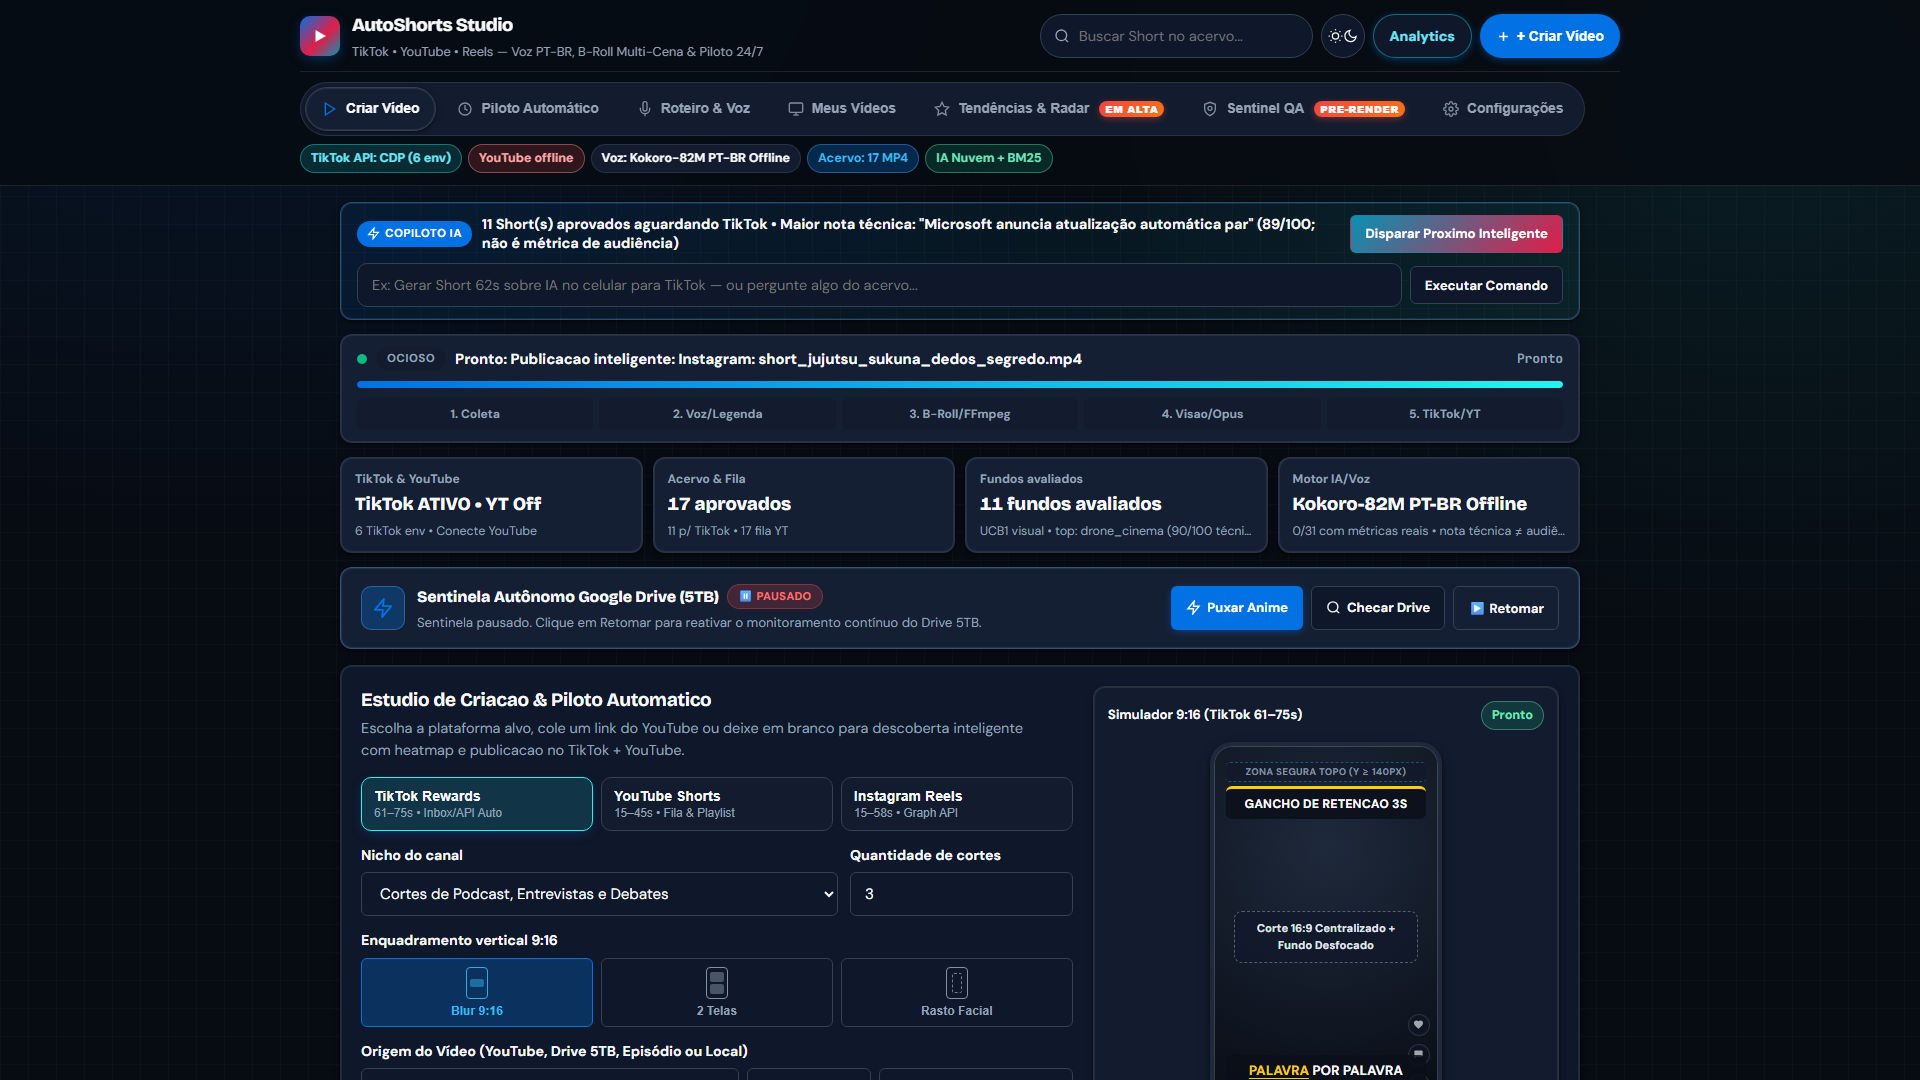 AutoShorts Studio
TikTok • YouTube • Reels — Voz PT-BR, B-Roll Multi-Cena & Piloto 24/7
Buscar Short no acervo...
Analytics
+ + Criar Vídeo
Criar Vídeo
Piloto Automático
Roteiro & Voz
Meus Vídeos
Tendências & Radar EM ALTA
Sentinel QA PRE-RENDER
Configurações
TikTok API: CDP (6 env)
YouTube offline
Voz: Kokoro-82M PT-BR Offline
Acervo: 17 MP4
IA Nuvem + BM25
COPILOTO IA
11 Short(s) aprovados aguardando TikTok • Maior nota técnica: "Microsoft anuncia atualização automática par" (89/100;
não é métrica de audiência)
Disparar Proximo Inteligente
Ex: Gerar Short 62s sobre IA no celular para TikTok — ou pergunte algo do acervo...
Executar Comando
OCIOSO
Pronto: Publicacao inteligente: Instagram: short_jujutsu_sukuna_dedos_segredo.mp4
Pronto
1. Coleta
2. Voz/Legenda
3. B-Roll/FFmpeg
4. Visao/Opus
5. TikTok/YT
TikTok & YouTube
TikTok ATIVO • YT Off
6 TikTok env • Conecte YouTube
Acervo & Fila
17 aprovados
11 p/ TikTok • 17 fila YT
Fundos avaliados
11 fundos avaliados
UCB1 visual • top: drone_cinema (90/100 técni...
Motor IA/Voz
Kokoro-82M PT-BR Offline
0/31 com métricas reais • nota técnica ≠ audiê...
Sentinela Autônomo Google Drive (5TB)
PAUSADO
Sentinela pausado. Clique em Retomar para reativar o monitoramento contínuo do Drive 5TB.
Puxar Anime
Checar Drive
Retomar
Estudio de Criacao & Piloto Automatico
Escolha a plataforma alvo, cole um link do YouTube ou deixe em branco para descoberta inteligente
com heatmap e publicacao no TikTok + YouTube.
TikTok Rewards
61–75s • Inbox/API Auto
YouTube Shorts
15–45s • Fila & Playlist
Instagram Reels
15–58s • Graph API
Nicho do canal
Cortes de Podcast, Entrevistas e Debates
Quantidade de cortes
3
Enquadramento vertical 9:16
Blur 9:16
2 Telas
Rasto Facial
Origem do Vídeo (YouTube, Drive 5TB, Episódio ou Local)
Simulador 9:16 (TikTok 61–75s)
Pronto
ZONA SEGURA TOPO (Y ≥ 140PX)
GANCHO DE RETENCAO 3S
Corte 16:9 Centralizado +
Fundo Desfocado
PALAVRA POR PALAVRA